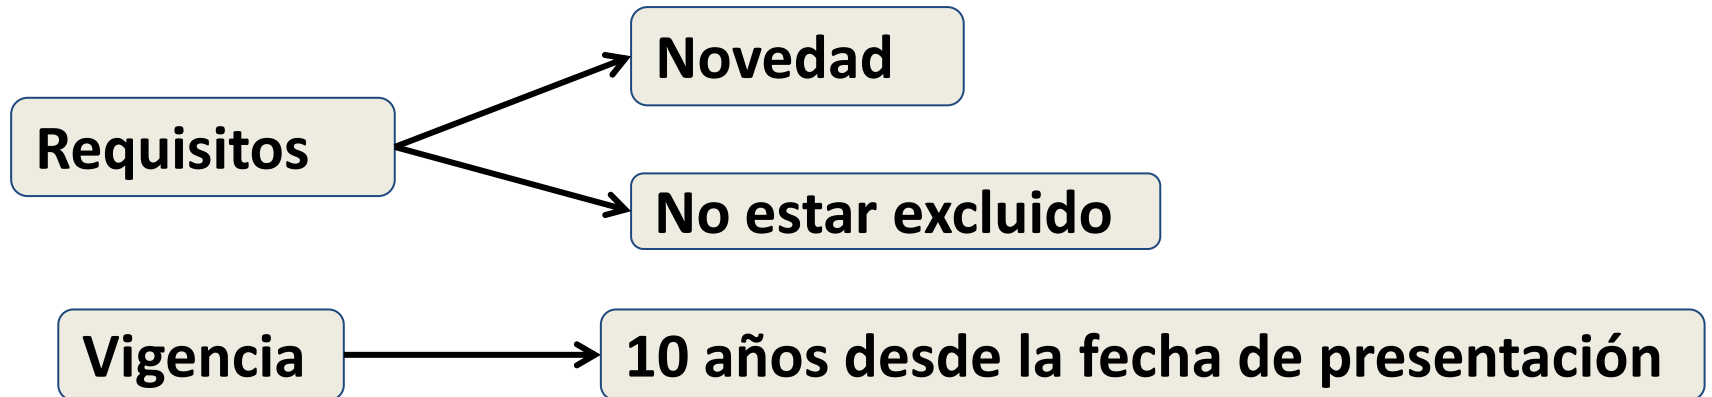 Novedad
Requisitos
No estar excluido
Vigencia
10 años desde la fecha de presentación